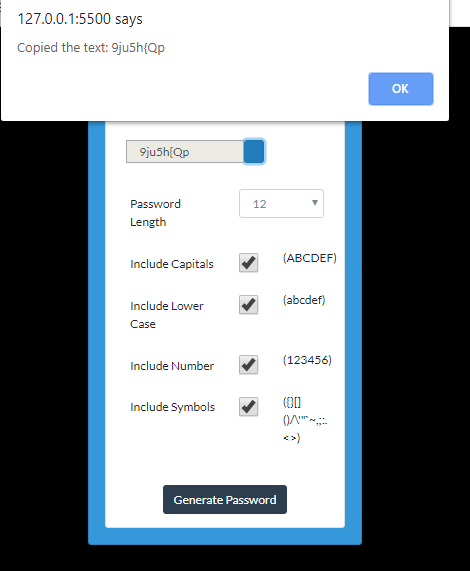 127.0.0.1:5500 says
Copied the text: 9ju5h{Qp
OK
9ju5h{Qp
Password
Length
12
Include Capitals
(ABCDEF)
Include Lower
Case
(abcdef)
Include Number
(123456)
Include Symbols
({}[]
()/\'"`~,;:.
<>)
Generate Password